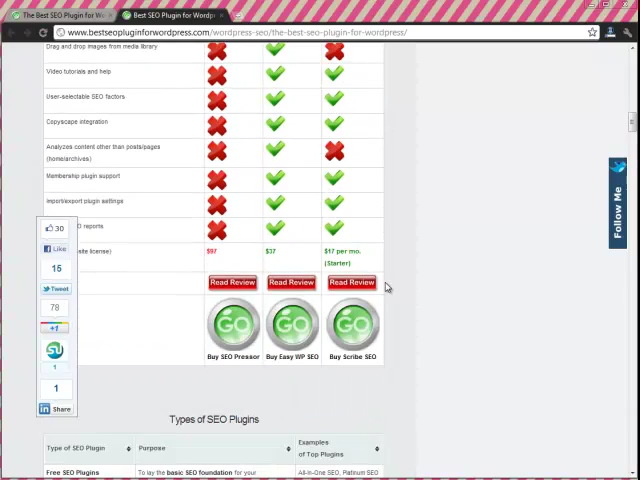 The Best SEO Plugin for Wo
Best SEO Plugin for Wordpr
www.bestseopluginforwordpress.com/wordpress-seo/the-best-seo-plugin-for-wordpress/
Drag and drop images from media library
Video tutorials and help
User-selectable SEO factors
Copyscape integration
Analyzes content other than posts/pages
(home/archives)
Membership plugin support
Import/export plugin settings
O reports
site license)
$97
$37
$17 per mo.
(Starter)
Read Review
Read Review
Read Review
GO
GO
GO
Buy SEO Pressor
Buy Easy WP SEO
Buy Scribe SEO
30
Like
15
Tweet
78
+1
1
1
in Share
Follow Me
Types of SEO Plugins
Type of SEO Plugin
Purpose
Examples
of Top Plugins
Free SEO Plugins
To lay the basic SEO foundation for your
All-In-One SEO, Platinum SEO